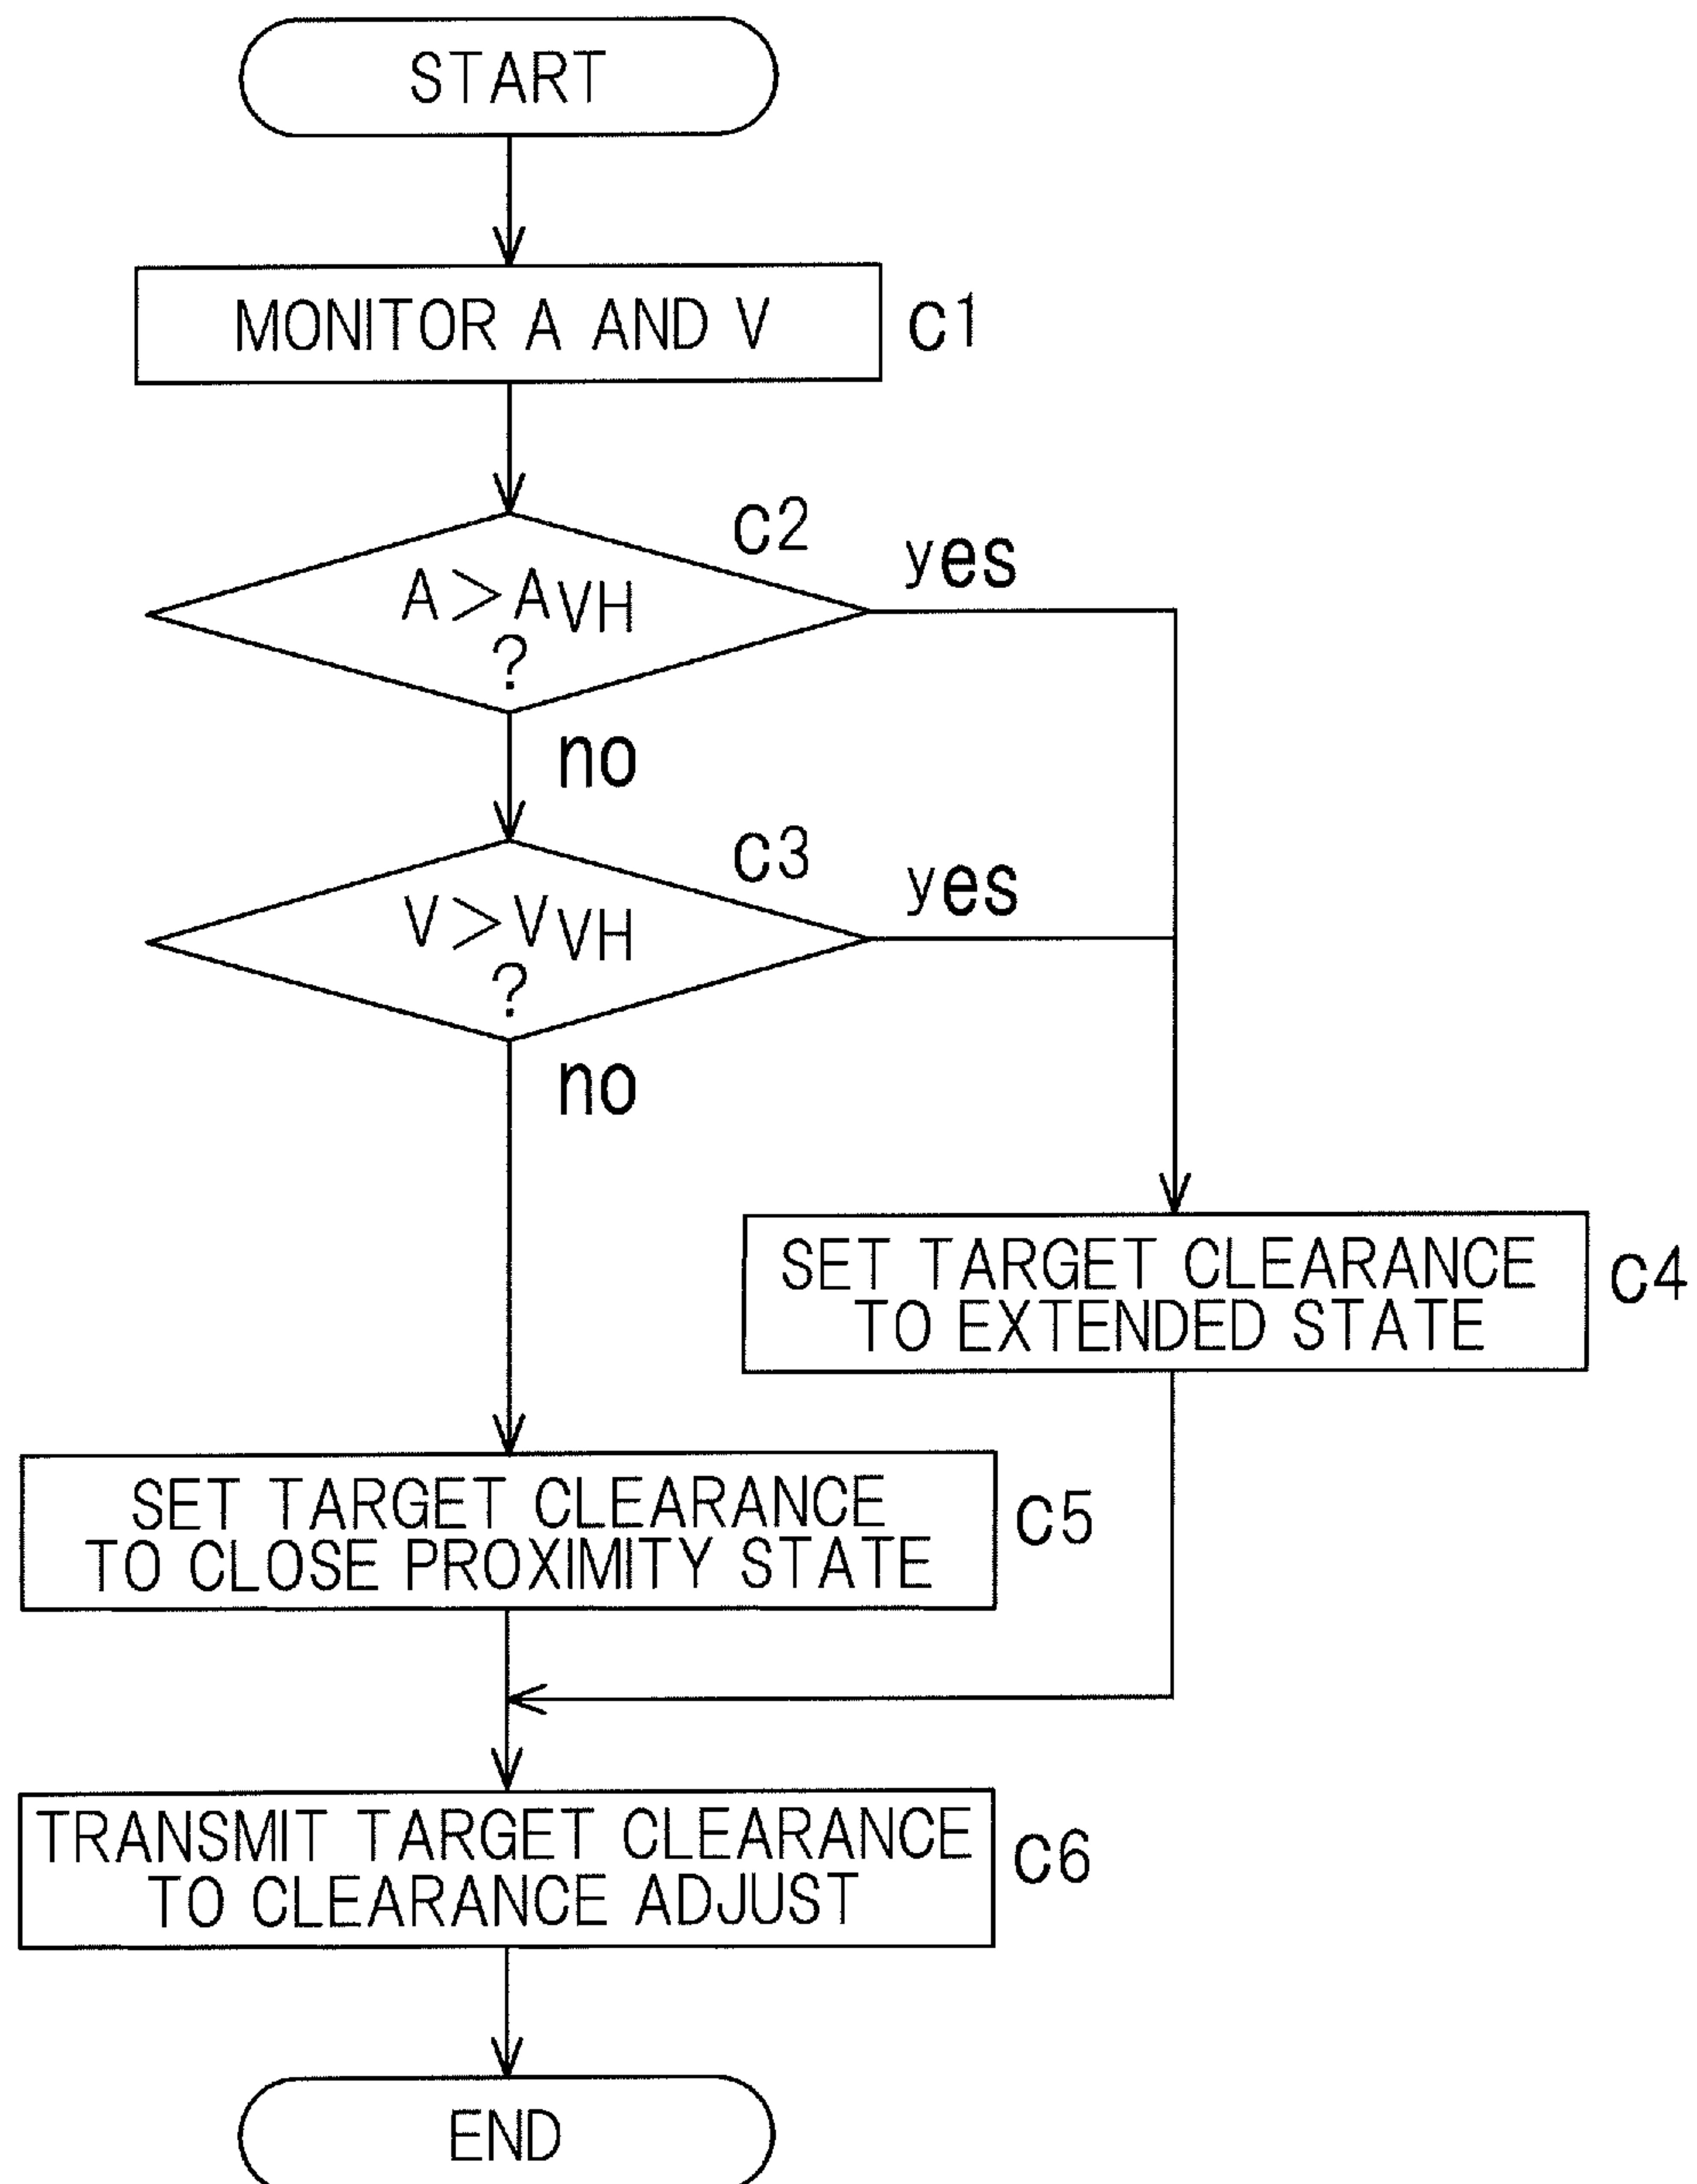 START
MONITOR A AND V c1
c2
yes
A>AVH
?
no
c3
yes
V>VVH
?
no
SET TARGET CLEARANCE
TO EXTENDED STATE
c4
SET TARGET CLEARANCE
TO CLOSE PROXIMITY STATE
c5
TRANSMIT TARGET CLEARANCE
TO CLEARANCE ADJUST
c6
END